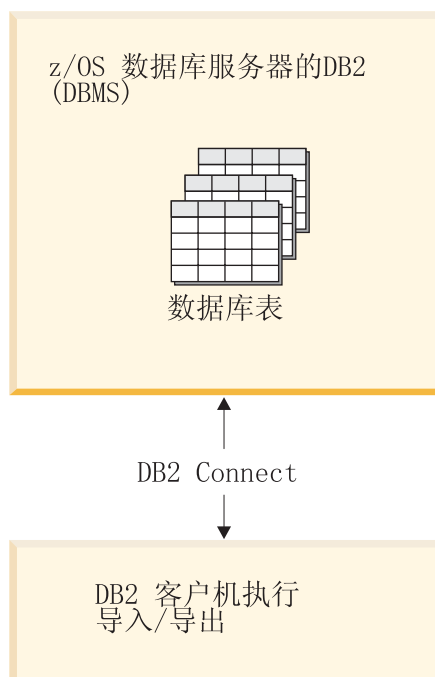 z/OS 数据库服务器的DB2
(DBMS)
数据库表
DB2 Connect
DB2 客户机执行
导入/导出